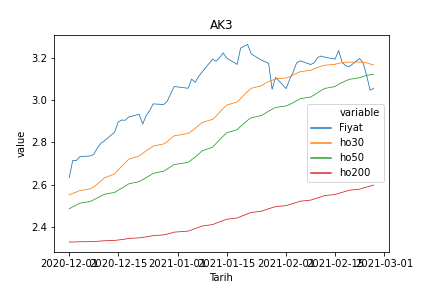 AK3
3.2
3.0
2.8
2.6
2.4
value
variable
Fiyat
ho30
ho50
ho200
2020-12-01
2020-12-15
2021-01-01
2021-01-15
2021-02-01
2021-02-15
2021-03-01
Tarih